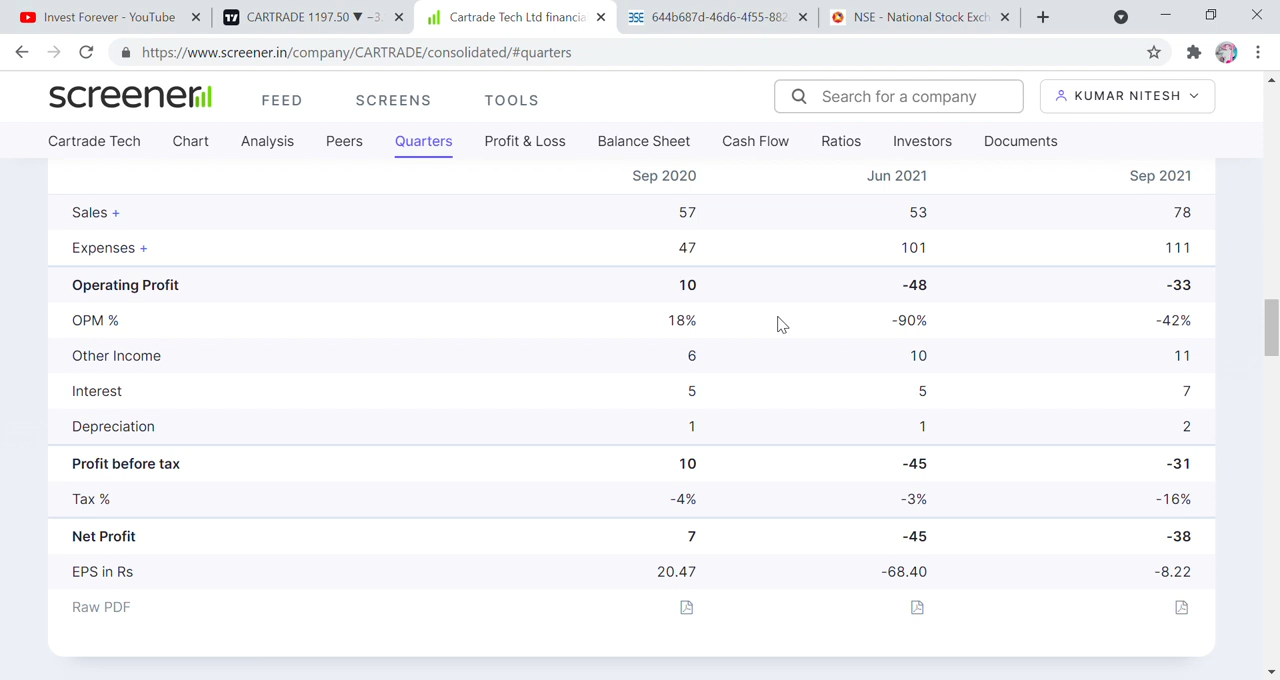 Invest Forever - YouTube
CARTRADE 1197.50 ▼ −3.
Cartrade Tech Ltd financia
644b687d-46d6-4f55-882
NSE - National Stock Exch
https://www.screener.in/company/CARTRADE/consolidated/#quarters
screener
FEED
SCREENS
TOOLS
Search for a company
KUMAR NITESH
Cartrade Tech Chart Analysis Peers Quarters Profit & Loss Balance Sheet Cash Flow Ratios Investors Documents
Sep 2020 Jun 2021 Sep 2021
Sales + 57 53 78
Expenses + 47 101 111
Operating Profit 10 -48 -33
OPM % 18% -90% -42%
Other Income 6 10 11
Interest 5 5 7
Depreciation 1 1 2
Profit before tax 10 -45 -31
Tax % -4% -3% -16%
Net Profit 7 -45 -38
EPS in Rs 20.47 -68.40 -8.22
Raw PDF